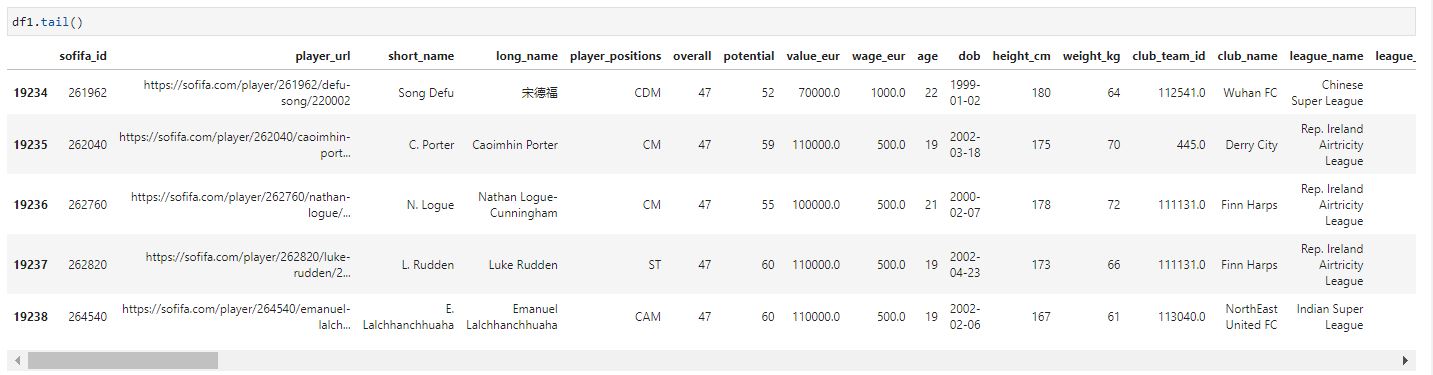 df1.tail()
sofifa_id player_url short_name long_name player_positions overall potential value_eur wage_eur age dob height_cm weight_kg club_team_id club_name league_name league_
19234 261962 https://sofifa.com/player/261962/defu-song/220002 Song Defu 宋德福 CDM 47 52 70000.0 1000.0 22 1999-01-02 180 64 112541.0 Wuhan FC Chinese Super League
19235 262040 https://sofifa.com/player/262040/caoimhin-port... C. Porter Caoimhin Porter CM 47 59 110000.0 500.0 19 2002-03-18 175 70 445.0 Derry City Rep. Ireland Airtricity League
19236 262760 https://sofifa.com/player/262760/nathan-logue/... N. Logue Nathan Logue-Cunningham CM 47 55 100000.0 500.0 21 2000-02-07 178 72 111131.0 Finn Harps Rep. Ireland Airtricity League
19237 262820 https://sofifa.com/player/262820/luke-rudden/2... L. Rudden Luke Rudden ST 47 60 110000.0 500.0 19 2002-04-23 173 66 111131.0 Finn Harps Rep. Ireland Airtricity League
19238 264540 https://sofifa.com/player/264540/emanuel-lalch... E. Lalchhanchhuaha Emanuel Lalchhanchhuaha CAM 47 60 110000.0 500.0 19 2002-02-06 167 61 113040.0 NorthEast United FC Indian Super League